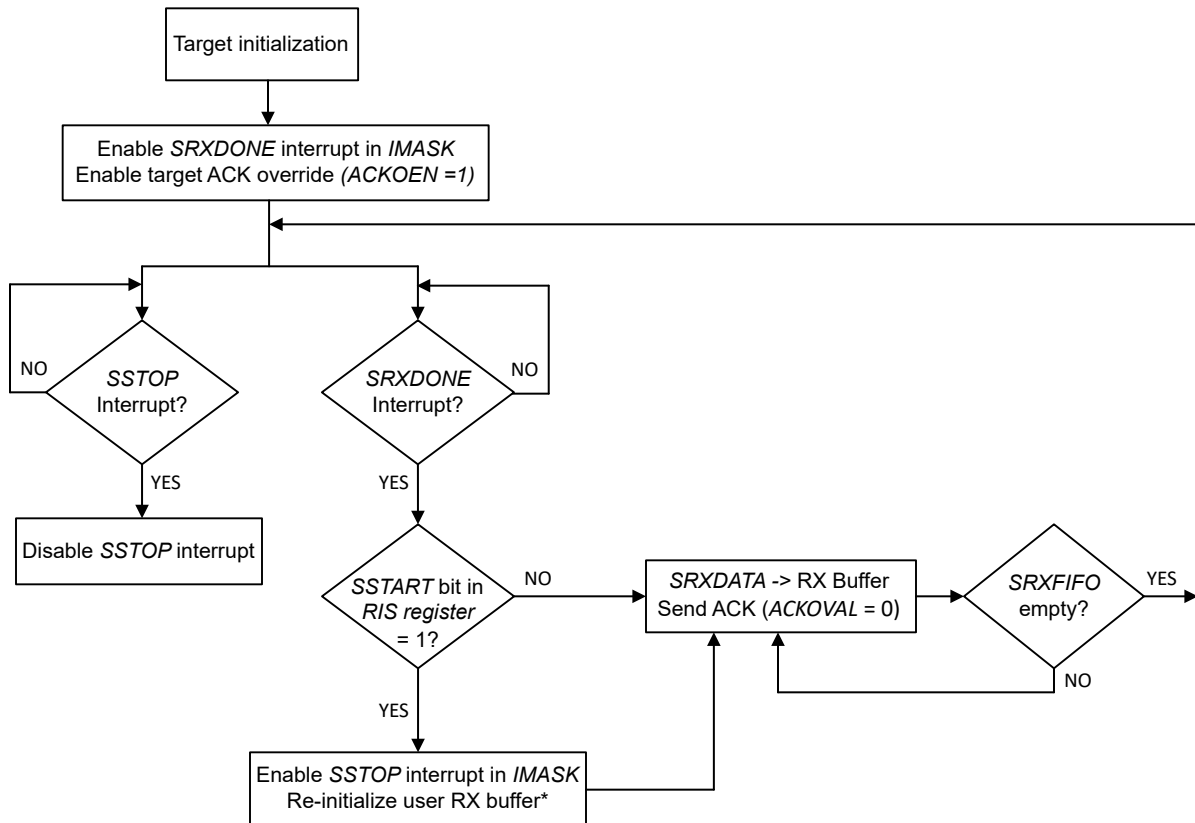 Target initialization
Enable SRXDONE interrupt in IMASK
Enable target ACK override (ACKOEN =1)
NO
SSTOP
Interrupt?
YES
Disable SSTOP interrupt
NO
SRXDONE
Interrupt?
YES
SSTART bit in
RIS register
= 1?
NO
YES
Enable SSTOP interrupt in IMASK
Re-initialize user RX buffer*
SRXDATA -> RX Buffer
Send ACK (ACKOVAL = 0)
SRXFIFO
empty?
YES
NO